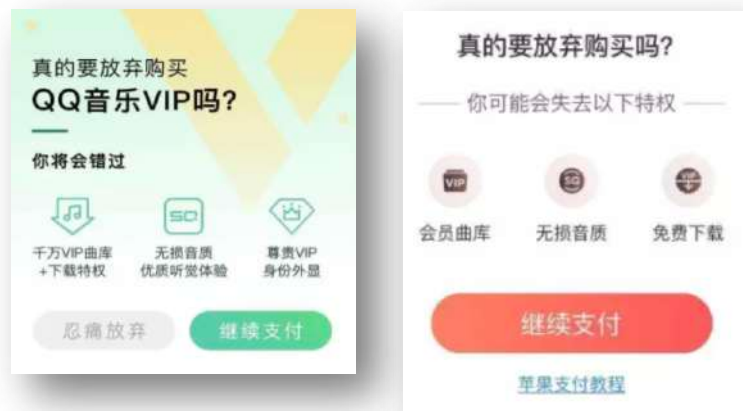 真的要放弃购买
QQ音乐VIP吗?
你将会错过
SQ
千万VIP曲库
+下载特权
无损音质
优质听觉体验
尊贵VIP
身份外显
忍痛放弃
继续支付
真的要放弃购买吗?
你可能会失去以下特权
VIP
SQ
VIP
会员曲库
无损音质
免费下载
继续支付
苹果支付教程